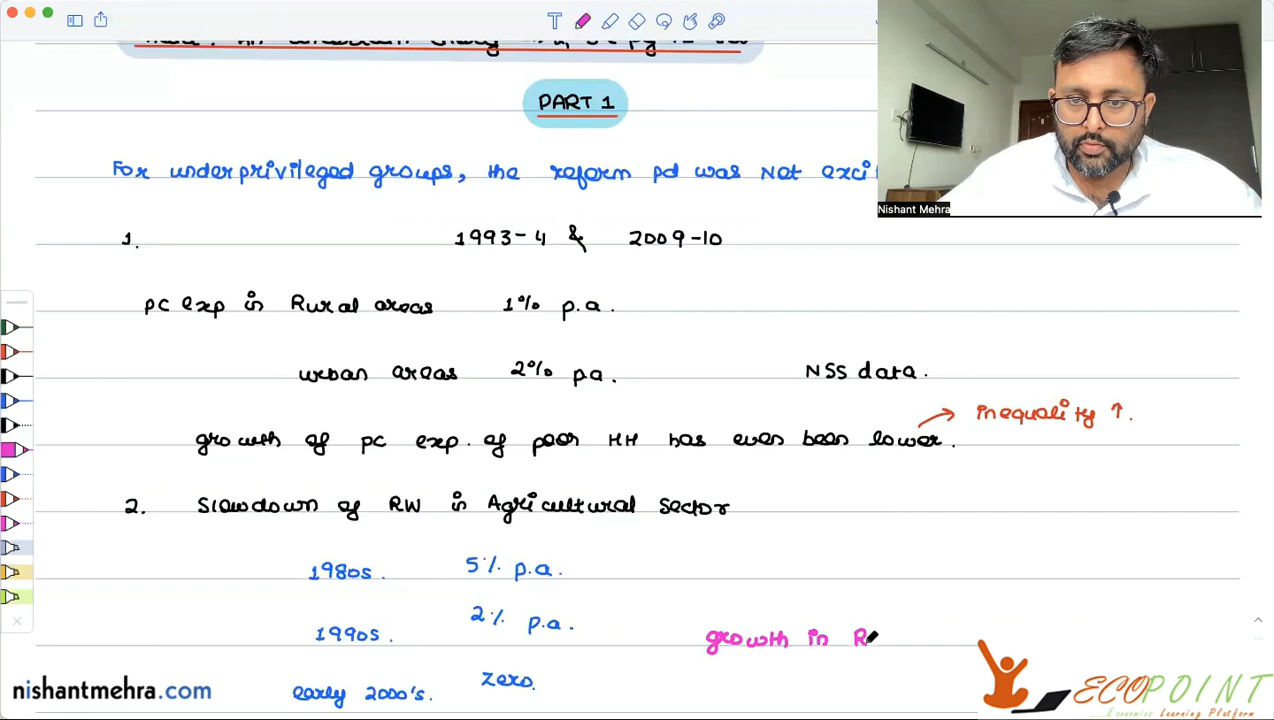 PART 1
For underprivileged groups, the reform pd was Not exci
1. 1993-4 & 2009-10
pc exp in Rural areas 1% p.a.
urban areas 2% p.a. NSS data.
inequality ↑.
growth of pc exp. of poor HH has even been lower.
2. Slowdown of RW in Agricultural Sector
1980s. 5% p.a.
1990s. 2% p.a.
growth in R
early 2000's. zero.
Nishant Mehra
nishantmehra.com
ECOPOINT
....Economics Learning Platform